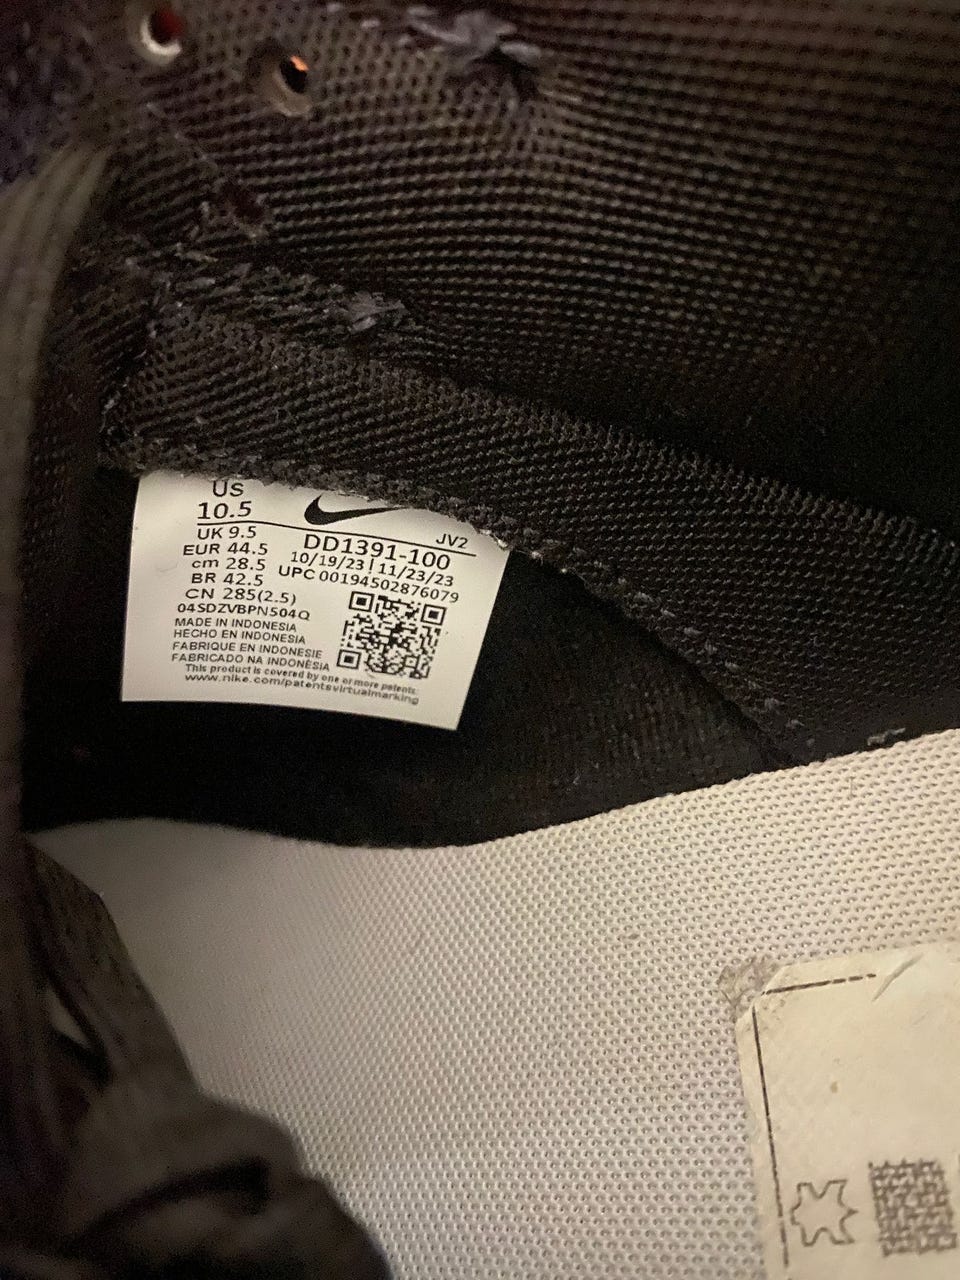 US
10.5
JV2
UK 9.5
DD1391-100
EUR 44.5
10/19/23 | 11/23/23
cm 28.5
UPC 00194502876079
BR 42.5
CN 285(2.5)
04SDZVBPN504Q
MADE IN INDONESIA
HECHO EN INDONESIA
FABRIQUE EN INDONESIE
FABRICADO NA INDONÉSIA
This product is covered by one or more patents:
www.nike.com/patentsvirtualmarking